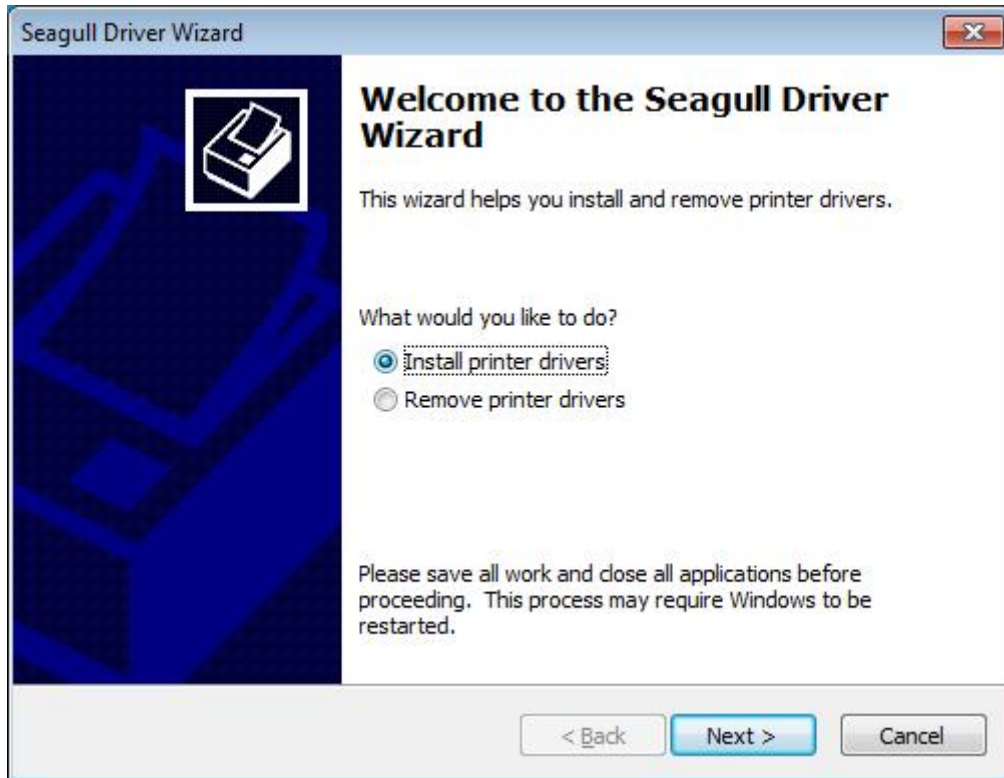 Seagull Driver Wizard
Welcome to the Seagull Driver
Wizard
This wizard helps you install and remove printer drivers.
What would you like to do?
Install printer drivers
Remove printer drivers
Please save all work and close all applications before
proceeding. This process may require Windows to be
restarted.
< Back
Next >
Cancel